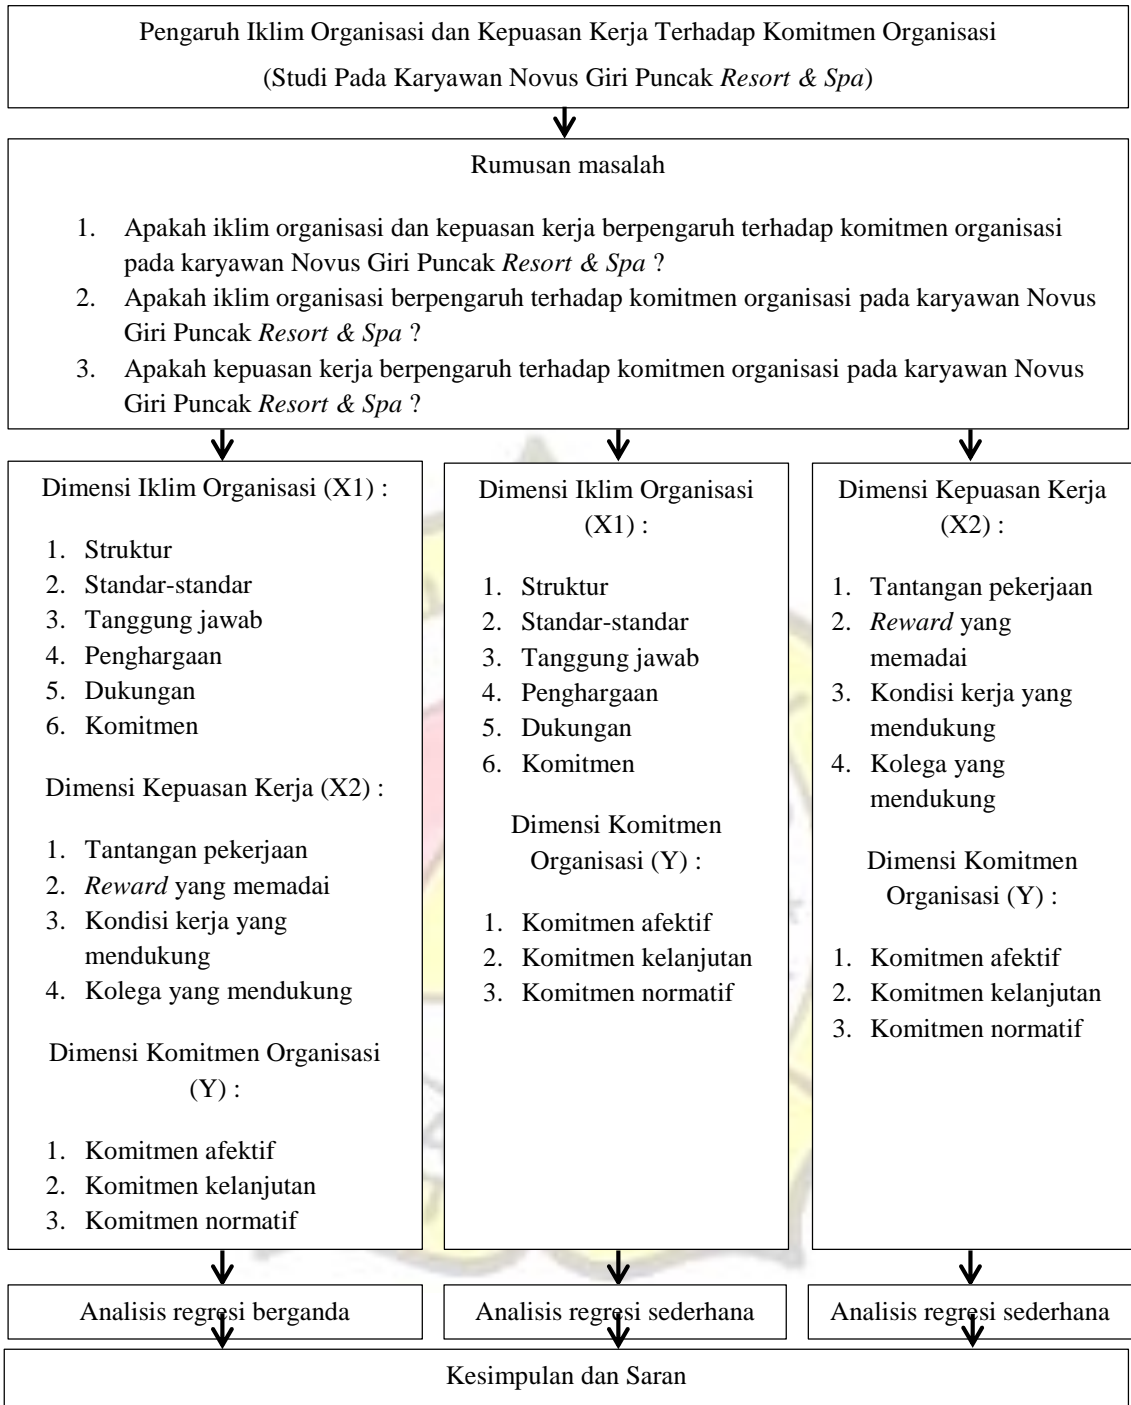 Pengaruh Iklim Organisasi dan Kepuasan Kerja Terhadap Komitmen Organisasi
(Studi Pada Karyawan Novus Giri Puncak Resort & Spa)
Rumusan masalah
1. Apakah iklim organisasi dan kepuasan kerja berpengaruh terhadap komitmen organisasi
pada karyawan Novus Giri Puncak Resort & Spa ?
2. Apakah iklim organisasi berpengaruh terhadap komitmen organisasi pada karyawan Novus
Giri Puncak Resort & Spa ?
3. Apakah kepuasan kerja berpengaruh terhadap komitmen organisasi pada karyawan Novus
Giri Puncak Resort & Spa ?
Dimensi Iklim Organisasi (X1) :
1. Struktur
2. Standar-standar
3. Tanggung jawab
4. Penghargaan
5. Dukungan
6. Komitmen
Dimensi Kepuasan Kerja (X2) :
1. Tantangan pekerjaan
2. Reward yang memadai
3. Kondisi kerja yang
mendukung
4. Kolega yang mendukung
Dimensi Komitmen Organisasi
(Y) :
1. Komitmen afektif
2. Komitmen kelanjutan
3. Komitmen normatif
Dimensi Iklim Organisasi
(X1) :
1. Struktur
2. Standar-standar
3. Tanggung jawab
4. Penghargaan
5. Dukungan
6. Komitmen
Dimensi Komitmen
Organisasi (Y) :
1. Komitmen afektif
2. Komitmen kelanjutan
3. Komitmen normatif
Dimensi Kepuasan Kerja
(X2) :
1. Tantangan pekerjaan
2. Reward yang
memadai
3. Kondisi kerja yang
mendukung
4. Kolega yang
mendukung
Dimensi Komitmen
Organisasi (Y) :
1. Komitmen afektif
2. Komitmen kelanjutan
3. Komitmen normatif
Analisis regresi berganda
Analisis regresi sederhana
Analisis regresi sederhana
Kesimpulan dan Saran